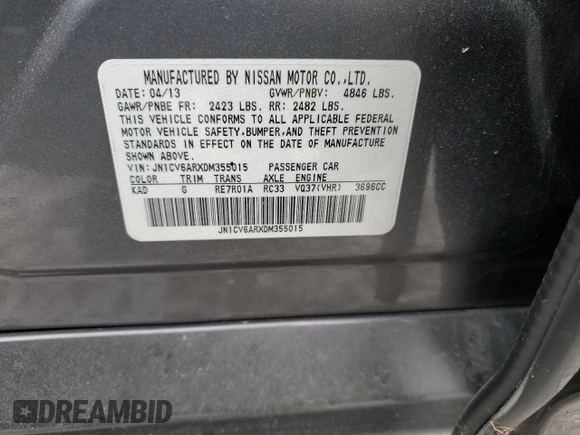 MANUFACTURED BY NISSAN MOTOR CO.,LTD.
DATE: 04/13 GVWR/PNBV: 4846 LBS.
GAWR/PNBE FR: 2423 LBS. RR: 2482 LBS.
THIS VEHICLE CONFORMS TO ALL APPLICABLE FEDERAL
MOTOR VEHICLE SAFETY,BUMPER,AND THEFT PREVENTION
STANDARDS IN EFFECT ON THE DATE OF MANUFACTURE
SHOWN ABOVE.
VIN: JN1CV6ARXDM355015 PASSENGER CAR
COLOR TRIM TRANS AXLE ENGINE
KAD G RE7R01A RC33 VQ37(VHR) 3696CC
JN1CV6ARXDM355015
DREAMBID